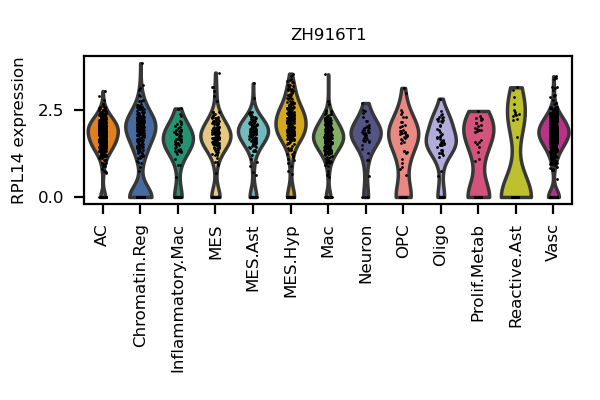 ZH916T1
RPL14 expression
2.5
0.0
AC
Chromatin.Reg
Inflammatory.Mac
MES
MES.Ast
MES.Hyp
Mac
Neuron
OPC
Oligo
Prolif.Metab
Reactive.Ast
Vasc